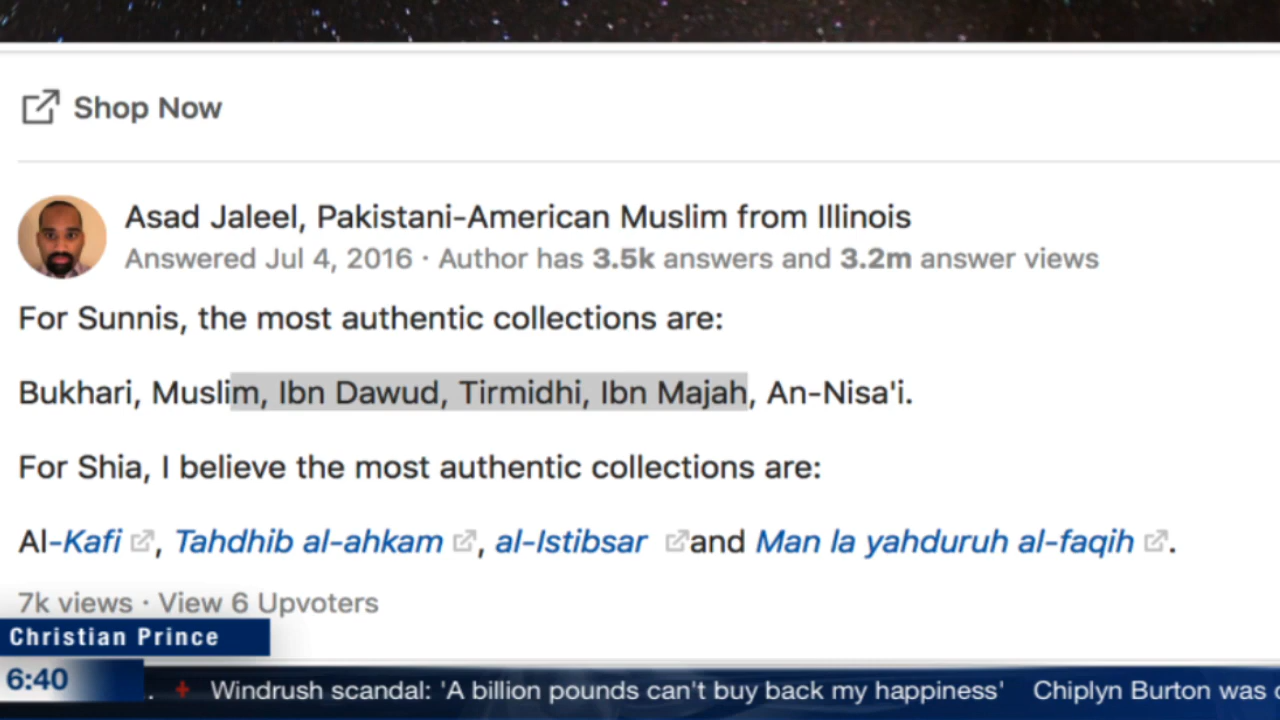 Shop Now
Asad Jaleel, Pakistani-American Muslim from Illinois
Answered Jul 4, 2016 · Author has 3.5k answers and 3.2m answer views
For Sunnis, the most authentic collections are:
Bukhari, Muslim, Ibn Dawud, Tirmidhi, Ibn Majah, An-Nisa'i.
For Shia, I believe the most authentic collections are:
Al-Kafi, Tahdhib al-ahkam, al-Istibsar and Man la yahduruh al-faqih.
7k views · View 6 Upvoters
Christian Prince
6:40 . Windrush scandal: 'A billion pounds can't buy back my happiness' Chiplyn Burton was